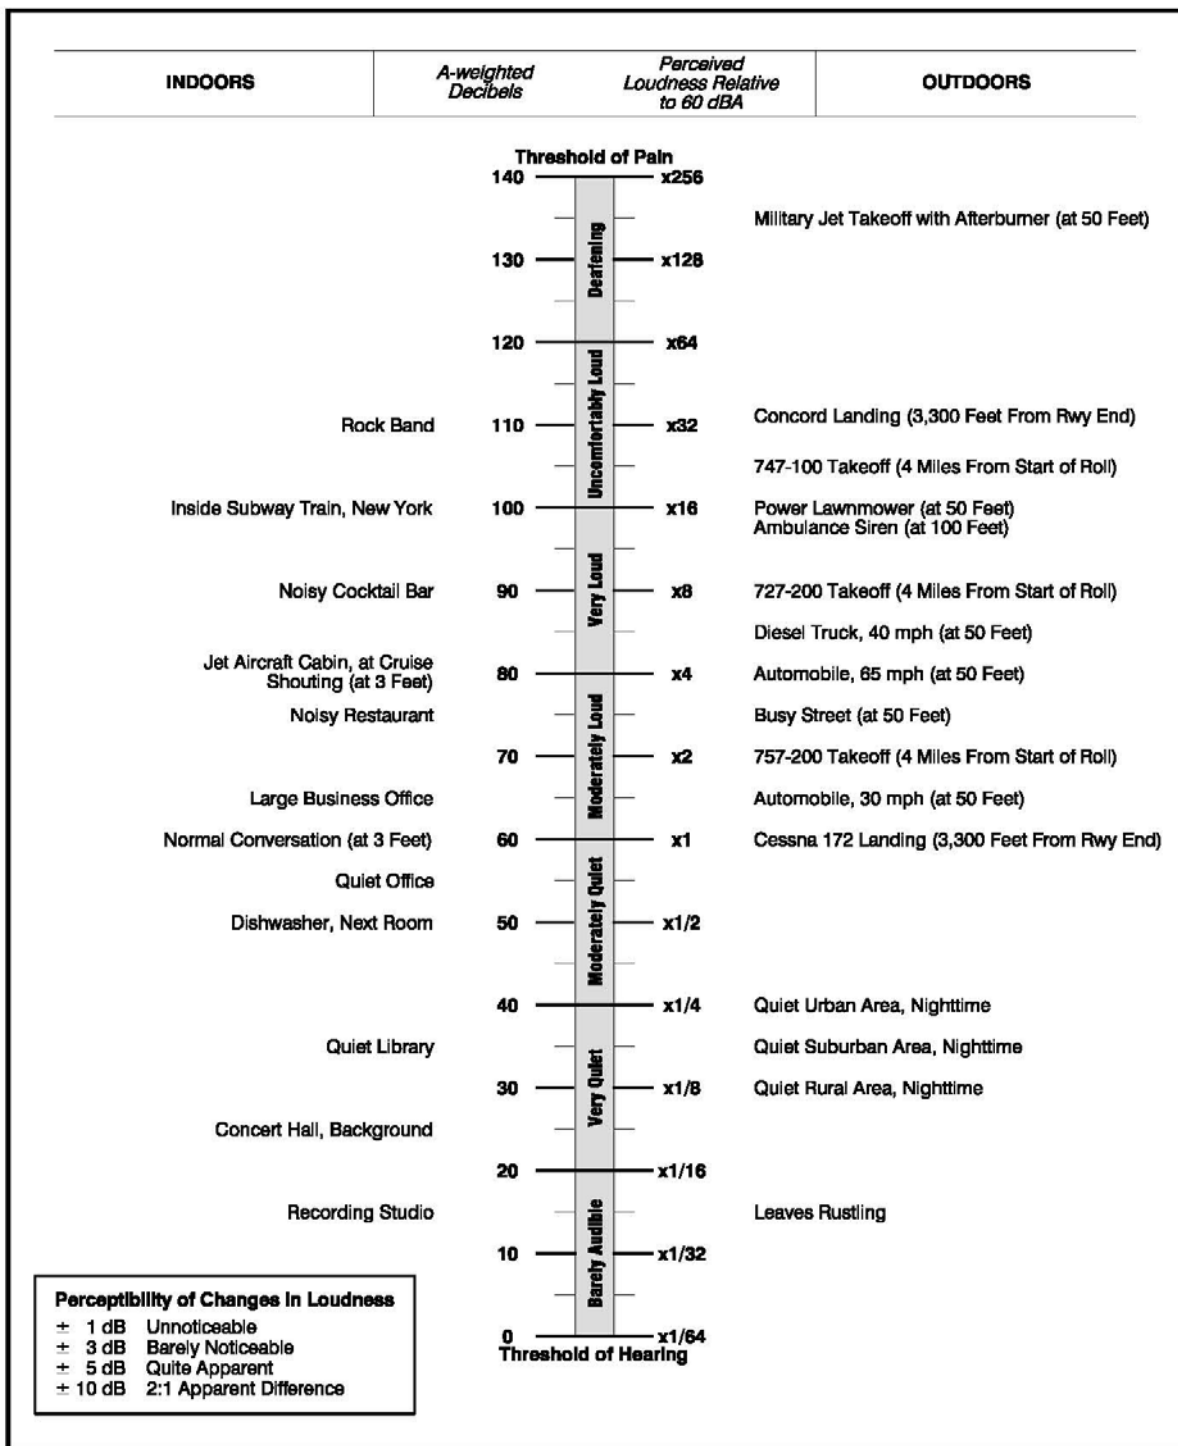 INDOORS
A-weighted
Decibels
Perceived
Loudness Relative
to 60 dBA
OUTDOORS
Threshold of Pain
140 x256
Military Jet Takeoff with Afterburner (at 50 Feet)
Deafening
130 x128
120 x64
Uncomfortably Loud
Rock Band 110 x32 Concord Landing (3,300 Feet From Rwy End)
747-100 Takeoff (4 Miles From Start of Roll)
Inside Subway Train, New York 100 x16 Power Lawnmower (at 50 Feet)
Ambulance Siren (at 100 Feet)
Very Loud
Noisy Cocktail Bar 90 x8 727-200 Takeoff (4 Miles From Start of Roll)
Diesel Truck, 40 mph (at 50 Feet)
Jet Aircraft Cabin, at Cruise
Shouting (at 3 Feet) 80 x4 Automobile, 65 mph (at 50 Feet)
Noisy Restaurant Busy Street (at 50 Feet)
Moderately Loud
70 x2 757-200 Takeoff (4 Miles From Start of Roll)
Large Business Office Automobile, 30 mph (at 50 Feet)
Normal Conversation (at 3 Feet) 60 x1 Cessna 172 Landing (3,300 Feet From Rwy End)
Quiet Office
Moderately Quiet
Dishwasher, Next Room 50 x1/2
40 x1/4 Quiet Urban Area, Nighttime
Quiet Library Quiet Suburban Area, Nighttime
Very Quiet
30 x1/8 Quiet Rural Area, Nighttime
Concert Hall, Background
20 x1/16
Recording Studio Leaves Rustling
Barely Audible
10 x1/32
0 x1/64
Threshold of Hearing
Perceptibility of Changes in Loudness
± 1 dB Unnoticeable
± 3 dB Barely Noticeable
± 5 dB Quite Apparent
± 10 dB 2:1 Apparent Difference